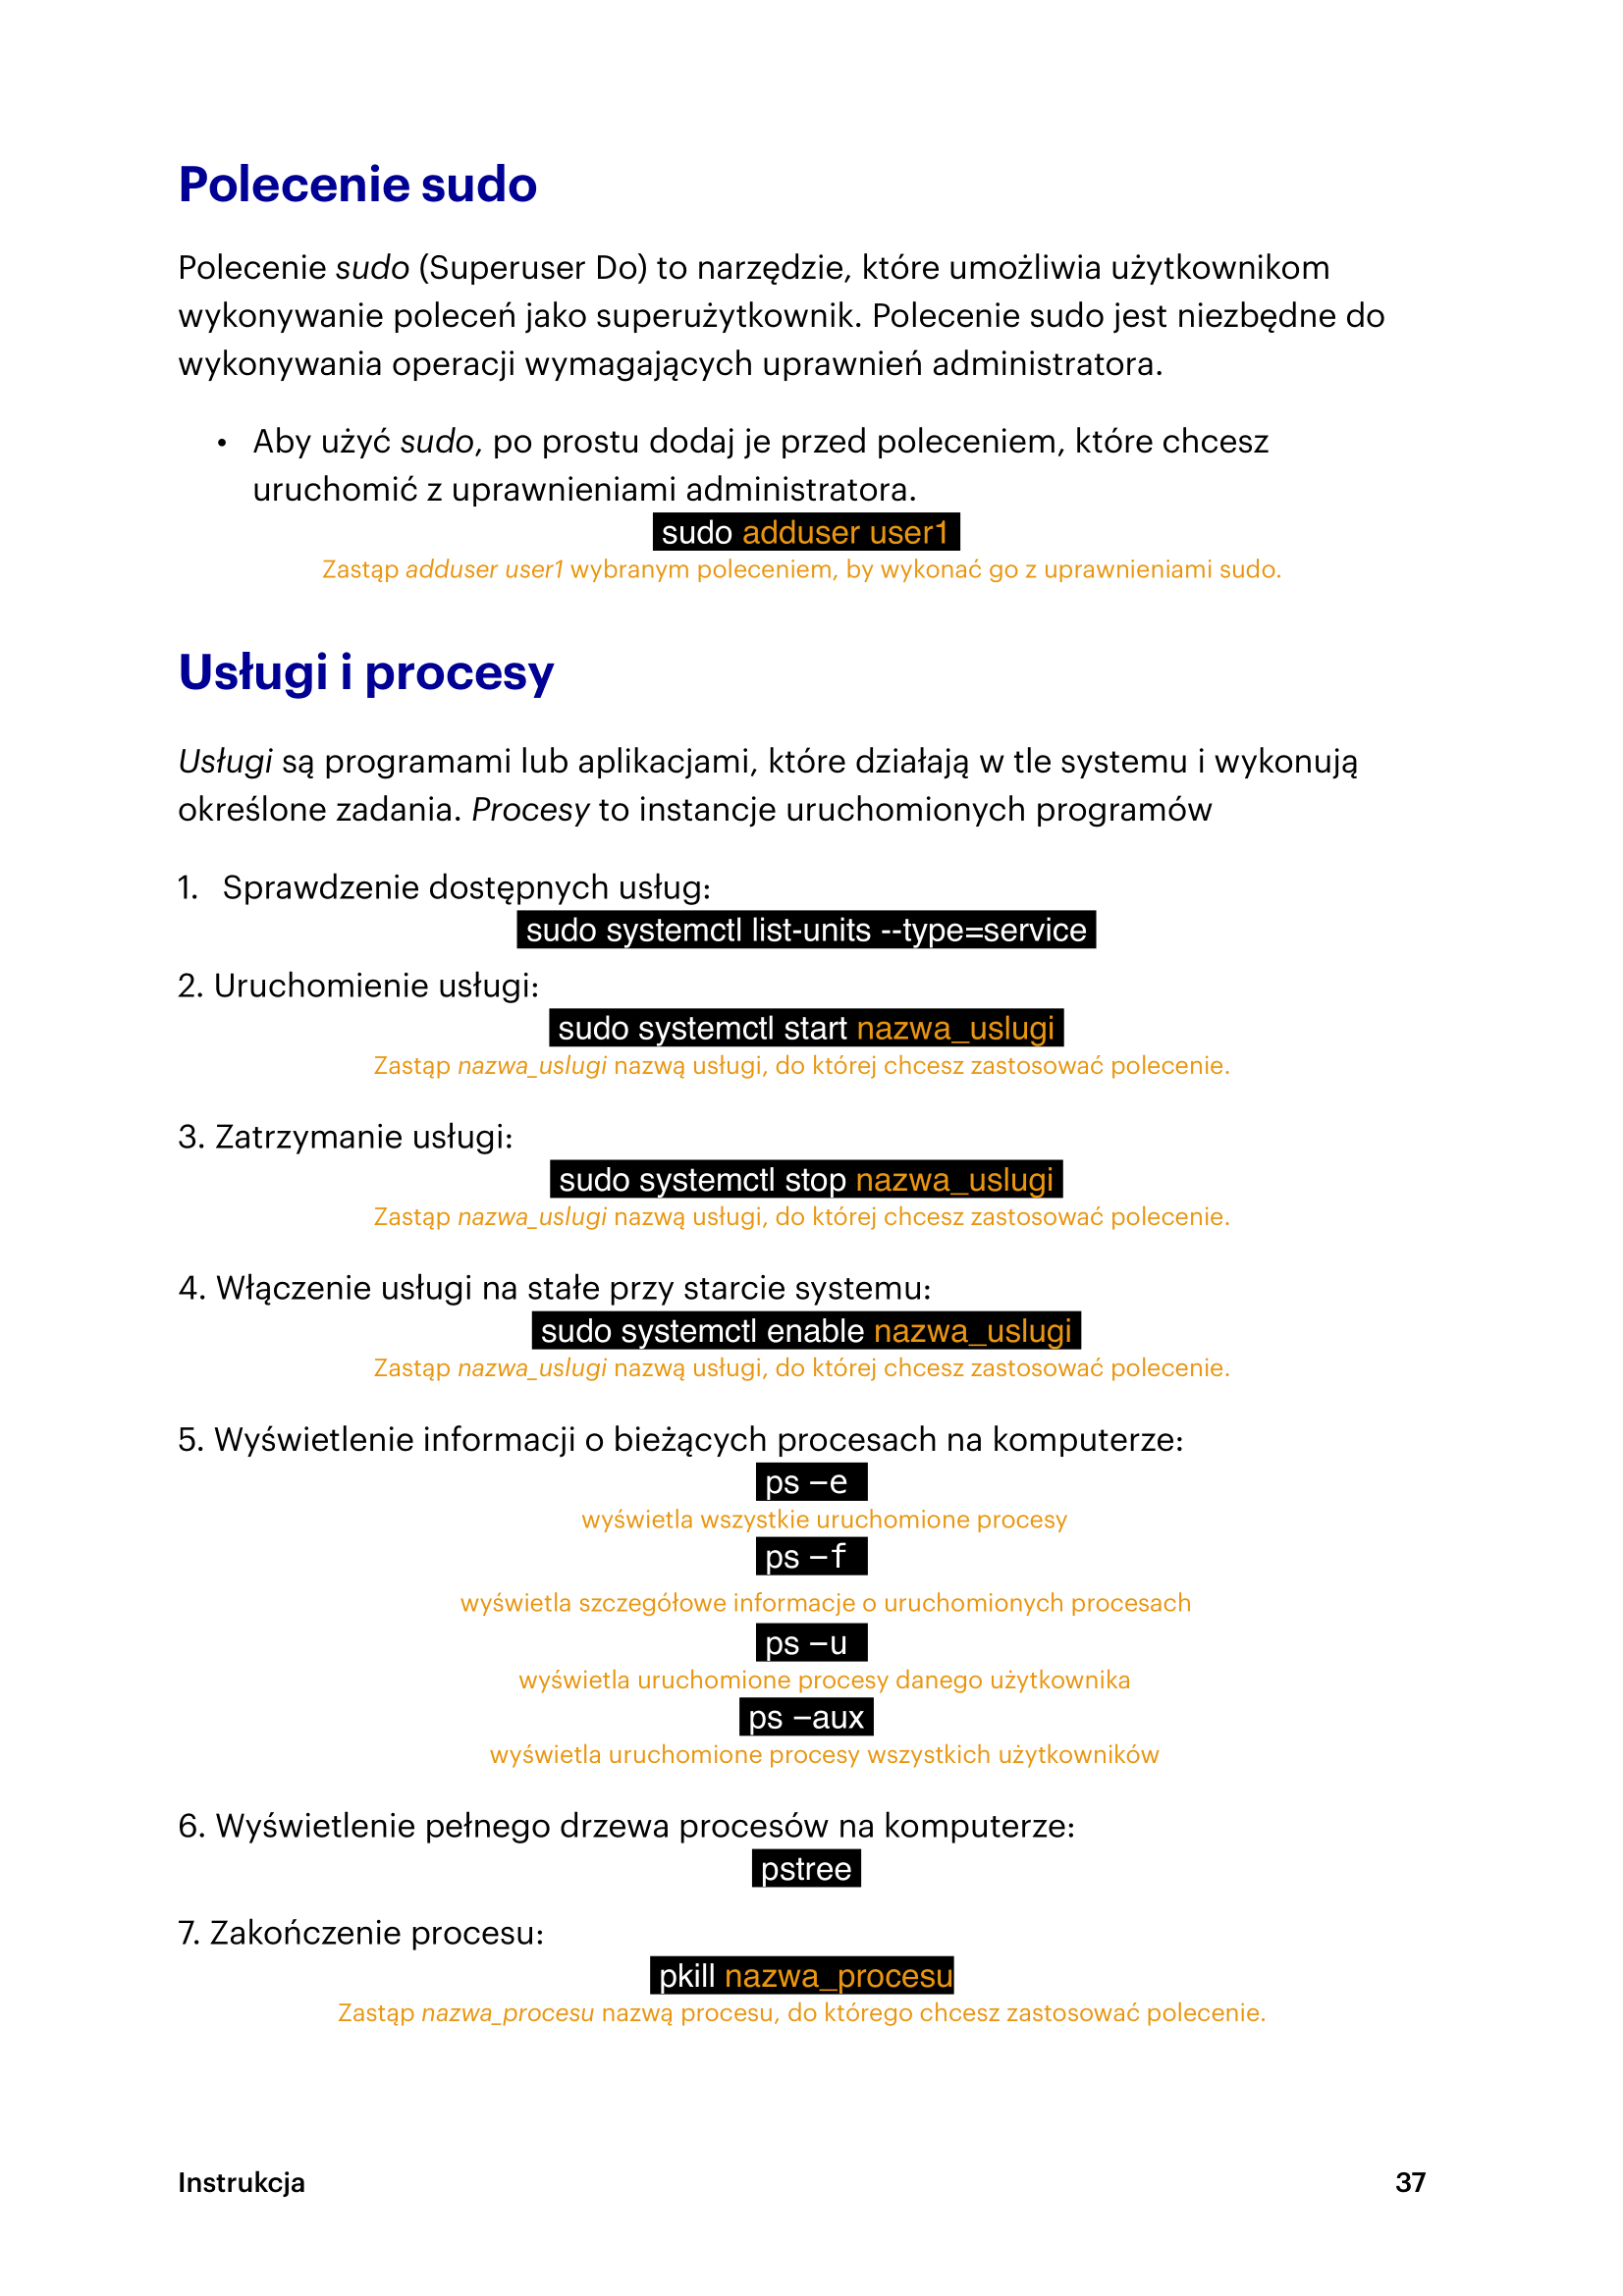 Polecenie sudo
Polecenie sudo (Superuser Do) to narzędzie, które umożliwia użytkownikom
wykonywanie poleceń jako superużytkownik. Polecenie sudo jest niezbędne do
wykonywania operacji wymagających uprawnień administratora.
• Aby użyć sudo, po prostu dodaj je przed poleceniem, które chcesz
uruchomić z uprawnieniami administratora.
sudo adduser user1
Zastąp adduser user1 wybranym poleceniem, by wykonać go z uprawnieniami sudo.
Usługi i procesy
Usługi są programami lub aplikacjami, które działają w tle systemu i wykonują
określone zadania. Procesy to instancje uruchomionych programów
1. Sprawdzenie dostępnych usług:
sudo systemctl list-units --type=service
2. Uruchomienie usługi:
sudo systemctl start nazwa_uslugi
Zastąp nazwa_uslugi nazwą usługi, do której chcesz zastosować polecenie.
3. Zatrzymanie usługi:
sudo systemctl stop nazwa_uslugi
Zastąp nazwa_uslugi nazwą usługi, do której chcesz zastosować polecenie.
4. Włączenie usługi na stałe przy starcie systemu:
sudo systemctl enable nazwa_uslugi
Zastąp nazwa_uslugi nazwą usługi, do której chcesz zastosować polecenie.
5. Wyświetlenie informacji o bieżących procesach na komputerze:
ps –e
wyświetla wszystkie uruchomione procesy
ps –f
wyświetla szczegółowe informacje o uruchomionych procesach
ps –u
wyświetla uruchomione procesy danego użytkownika
ps –aux
wyświetla uruchomione procesy wszystkich użytkowników
6. Wyświetlenie pełnego drzewa procesów na komputerze:
pstree
7. Zakończenie procesu:
pkill nazwa_procesu
Zastąp nazwa_procesu nazwą procesu, do którego chcesz zastosować polecenie.
Instrukcja 37